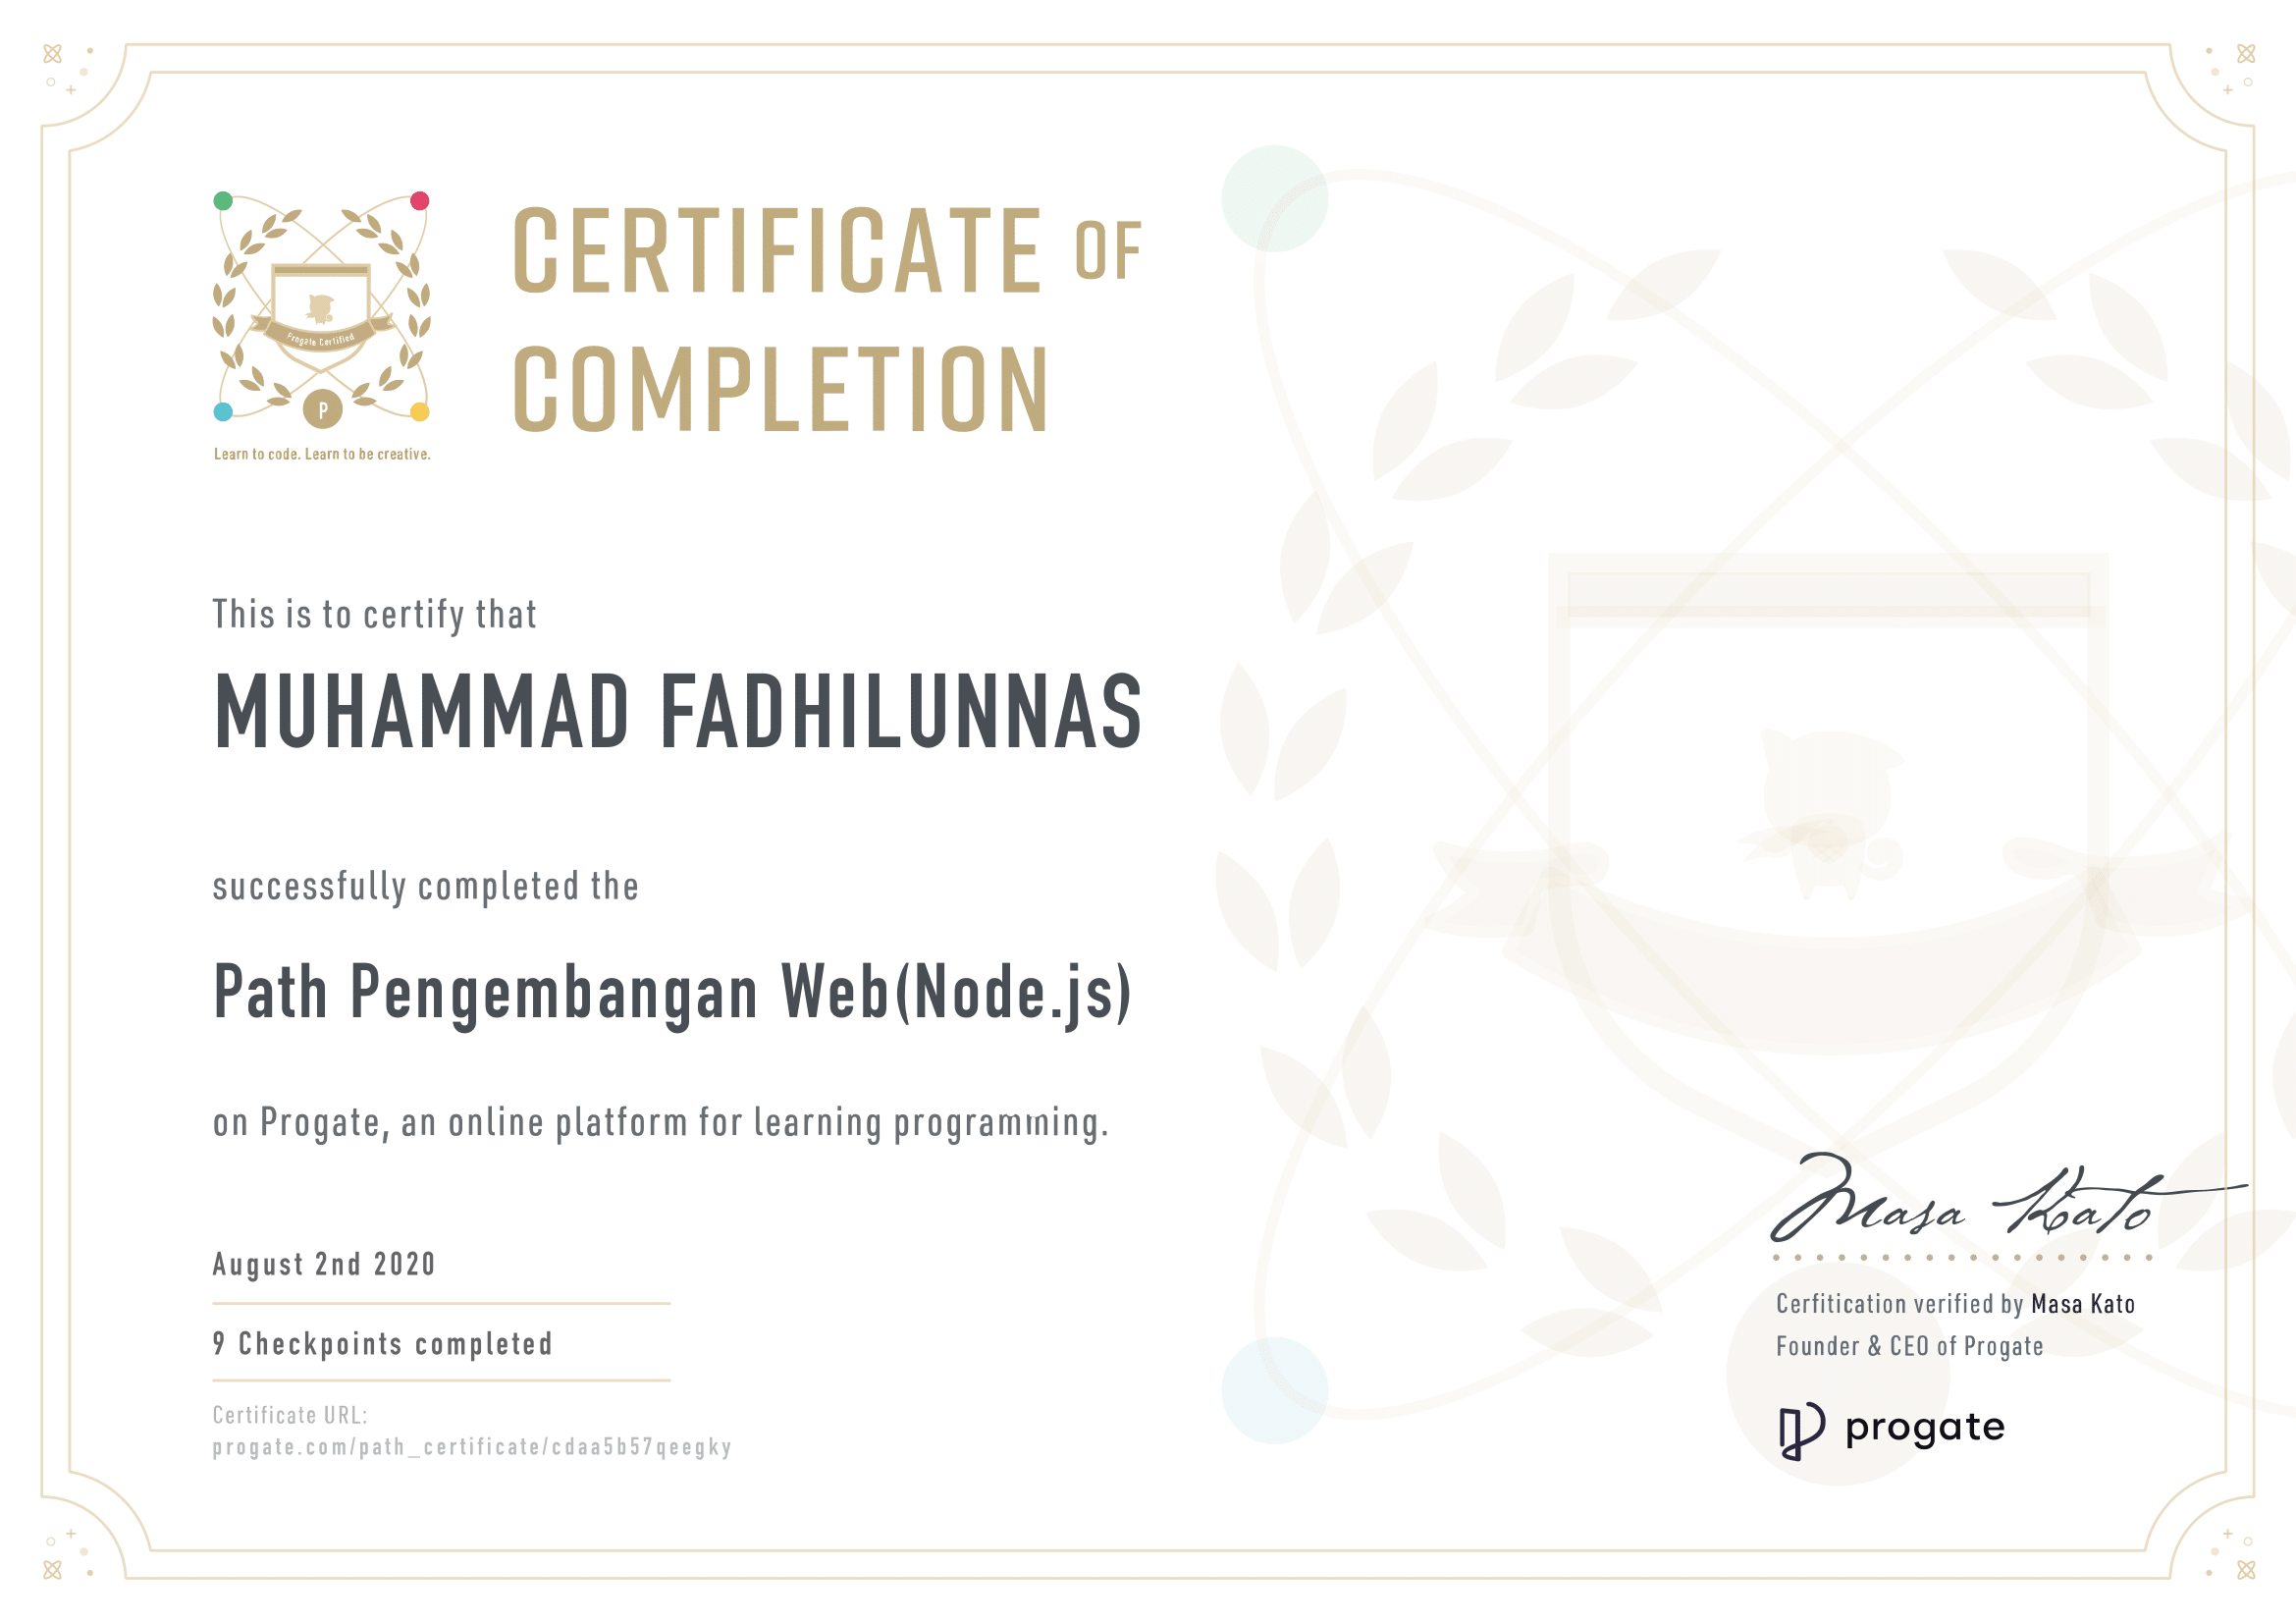 CERTIFICATE OF
COMPLETION
Progate Certified
P
Learn to code. Learn to be creative.
This is to certify that
MUHAMMAD FADHILUNNAS
successfully completed the
Path Pengembangan Web(Node.js)
on Progate, an online platform for learning programming.
August 2nd 2020
9 Checkpoints completed
Certificate URL:
progate.com/path_certificate/cdaa5b57qeegky
Masa Kato
Cerfitication verified by Masa Kato
Founder & CEO of Progate
progate